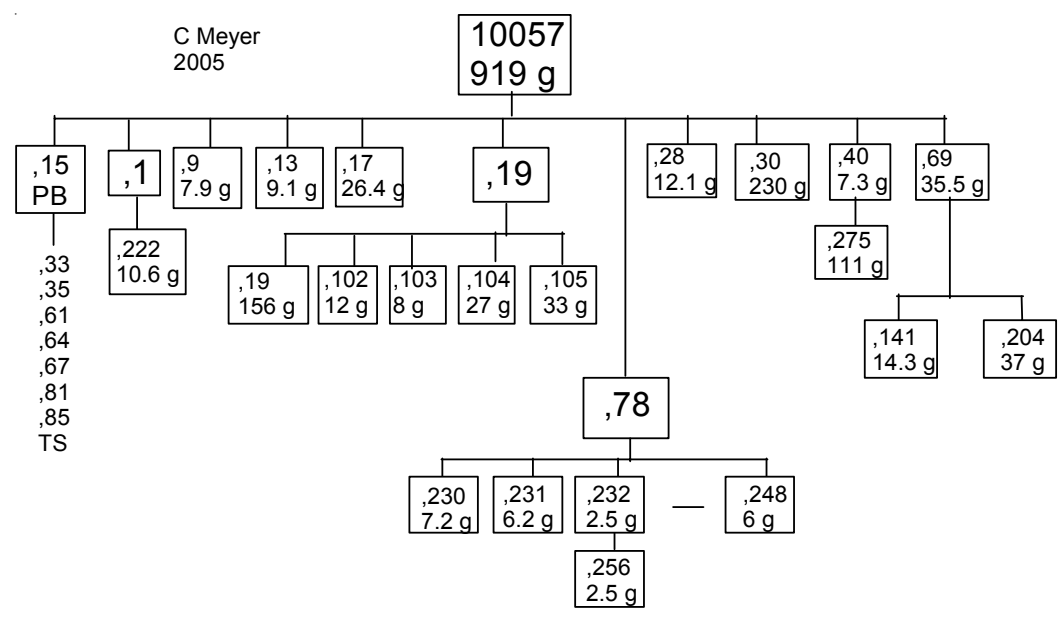 C Meyer
2005
10057
919 g
,15
PB
,1
,9
7.9 g
,13
9.1 g
,17
26.4 g
,19
,28
12.1 g
,30
230 g
,40
7.3 g
,69
35.5 g
,33
,35
,61
,64
,67
,81
,85
TS
,222
10.6 g
,19
156 g
,102
12 g
,103
8 g
,104
27 g
,105
33 g
,275
111 g
,141
14.3 g
,204
37 g
,78
,230
7.2 g
,231
6.2 g
,232
2.5 g
,248
6 g
,256
2.5 g